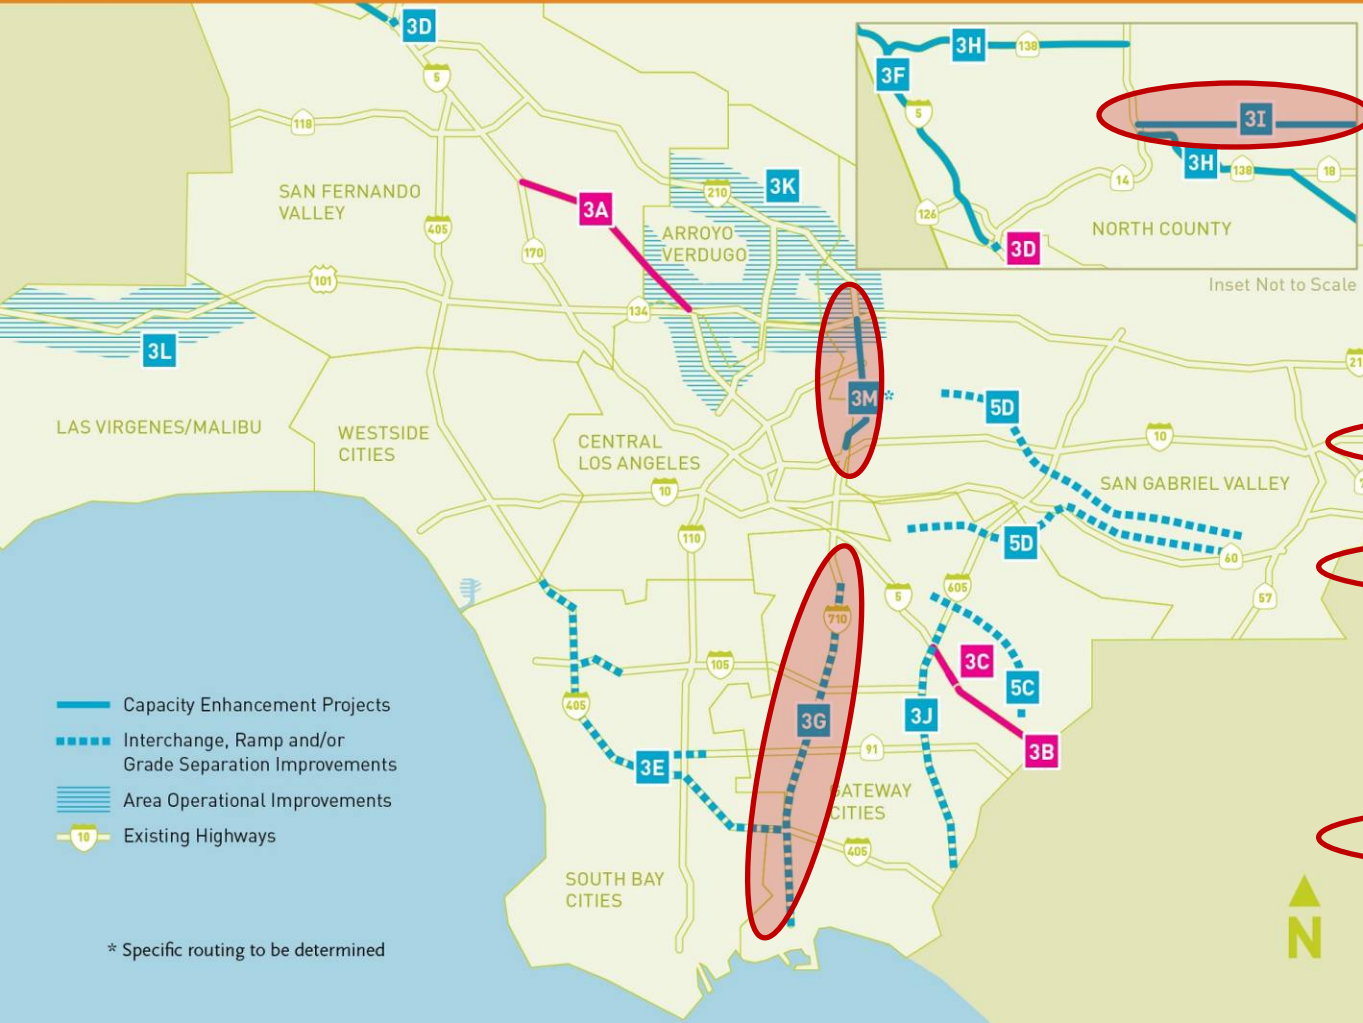 3D
5
118
SAN FERNANDO
VALLEY
405
3A
170
210
3K
ARROYO
VERDUGO
101
134
3L
3H
138
3F
5
3I
3H
138
18
14
126
NORTH COUNTY
3D
Inset Not to Scale
3M*
5D
LAS VIRGENES/MALIBU
WESTSIDE
CITIES
CENTRAL
LOS ANGELES
10
10
SAN GABRIEL VALLEY
110
5D
60
57
5
605
710
105
3C
5C
405
3G
3J
91
3B
3E
GATEWAY
CITIES
405
SOUTH BAY
CITIES
Capacity Enhancement Projects
Interchange, Ramp and/or
Grade Separation Improvements
Area Operational Improvements
10
Existing Highways
* Specific routing to be determined
N